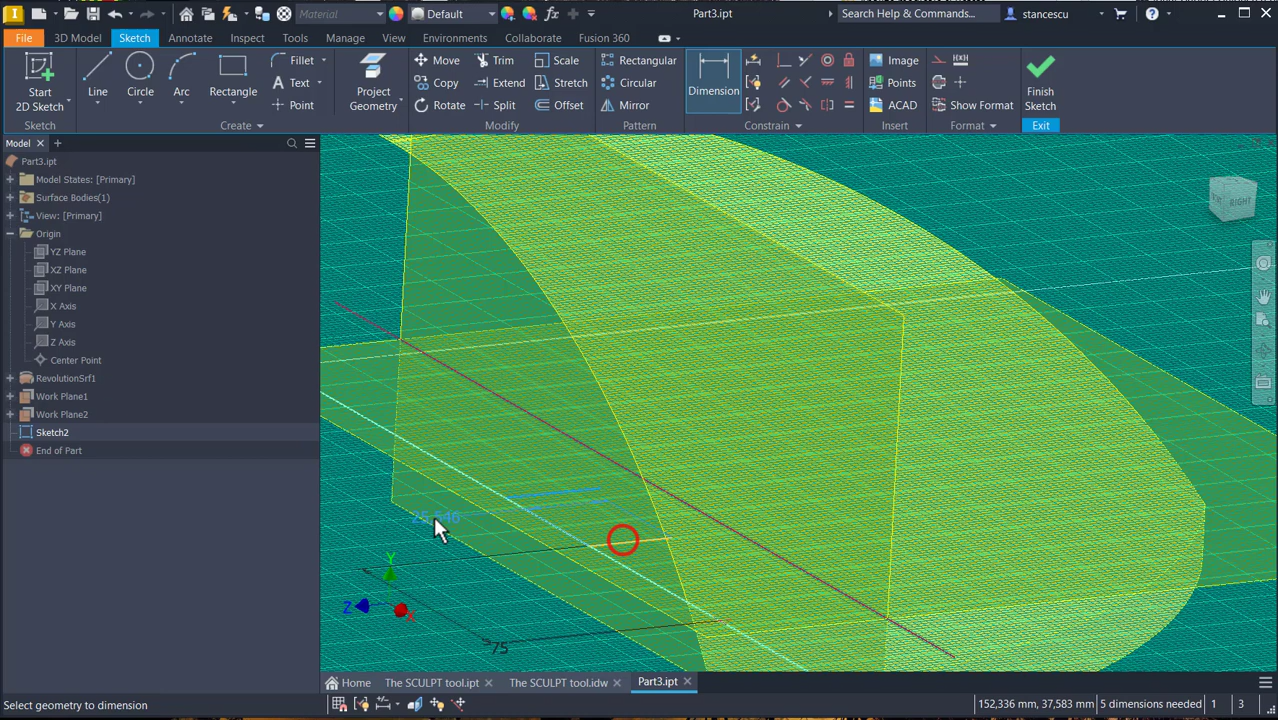 Material
Default
fx
Part3.ipt
Search Help & Commands...
stancescu
File
3D Model
Sketch
Annotate
Inspect
Tools
Manage
View
Environments
Collaborate
Fusion 360
Start
2D Sketch
Line
Circle
Arc
Rectangle
Fillet
Text
Point
Project
Geometry
Move
Copy
Rotate
Trim
Extend
Split
Scale
Stretch
Offset
Rectangular
Circular
Mirror
Dimension
Image
Points
ACAD
Show Format
Finish
Sketch
Sketch
Create
Modify
Pattern
Constrain
Insert
Format
Exit
Model
Part3.ipt
Model States: [Primary]
Surface Bodies(1)
View: [Primary]
Origin
YZ Plane
XZ Plane
XY Plane
X Axis
Y Axis
Z Axis
Center Point
RevolutionSrf1
Work Plane1
Work Plane2
Sketch2
End of Part
RIGHT
25,546
Y
Z
X
75
Home
The SCULPT tool.ipt
The SCULPT tool.idw
Part3.ipt
Select geometry to dimension
152,336 mm, 37,583 mm
5 dimensions needed
1
3